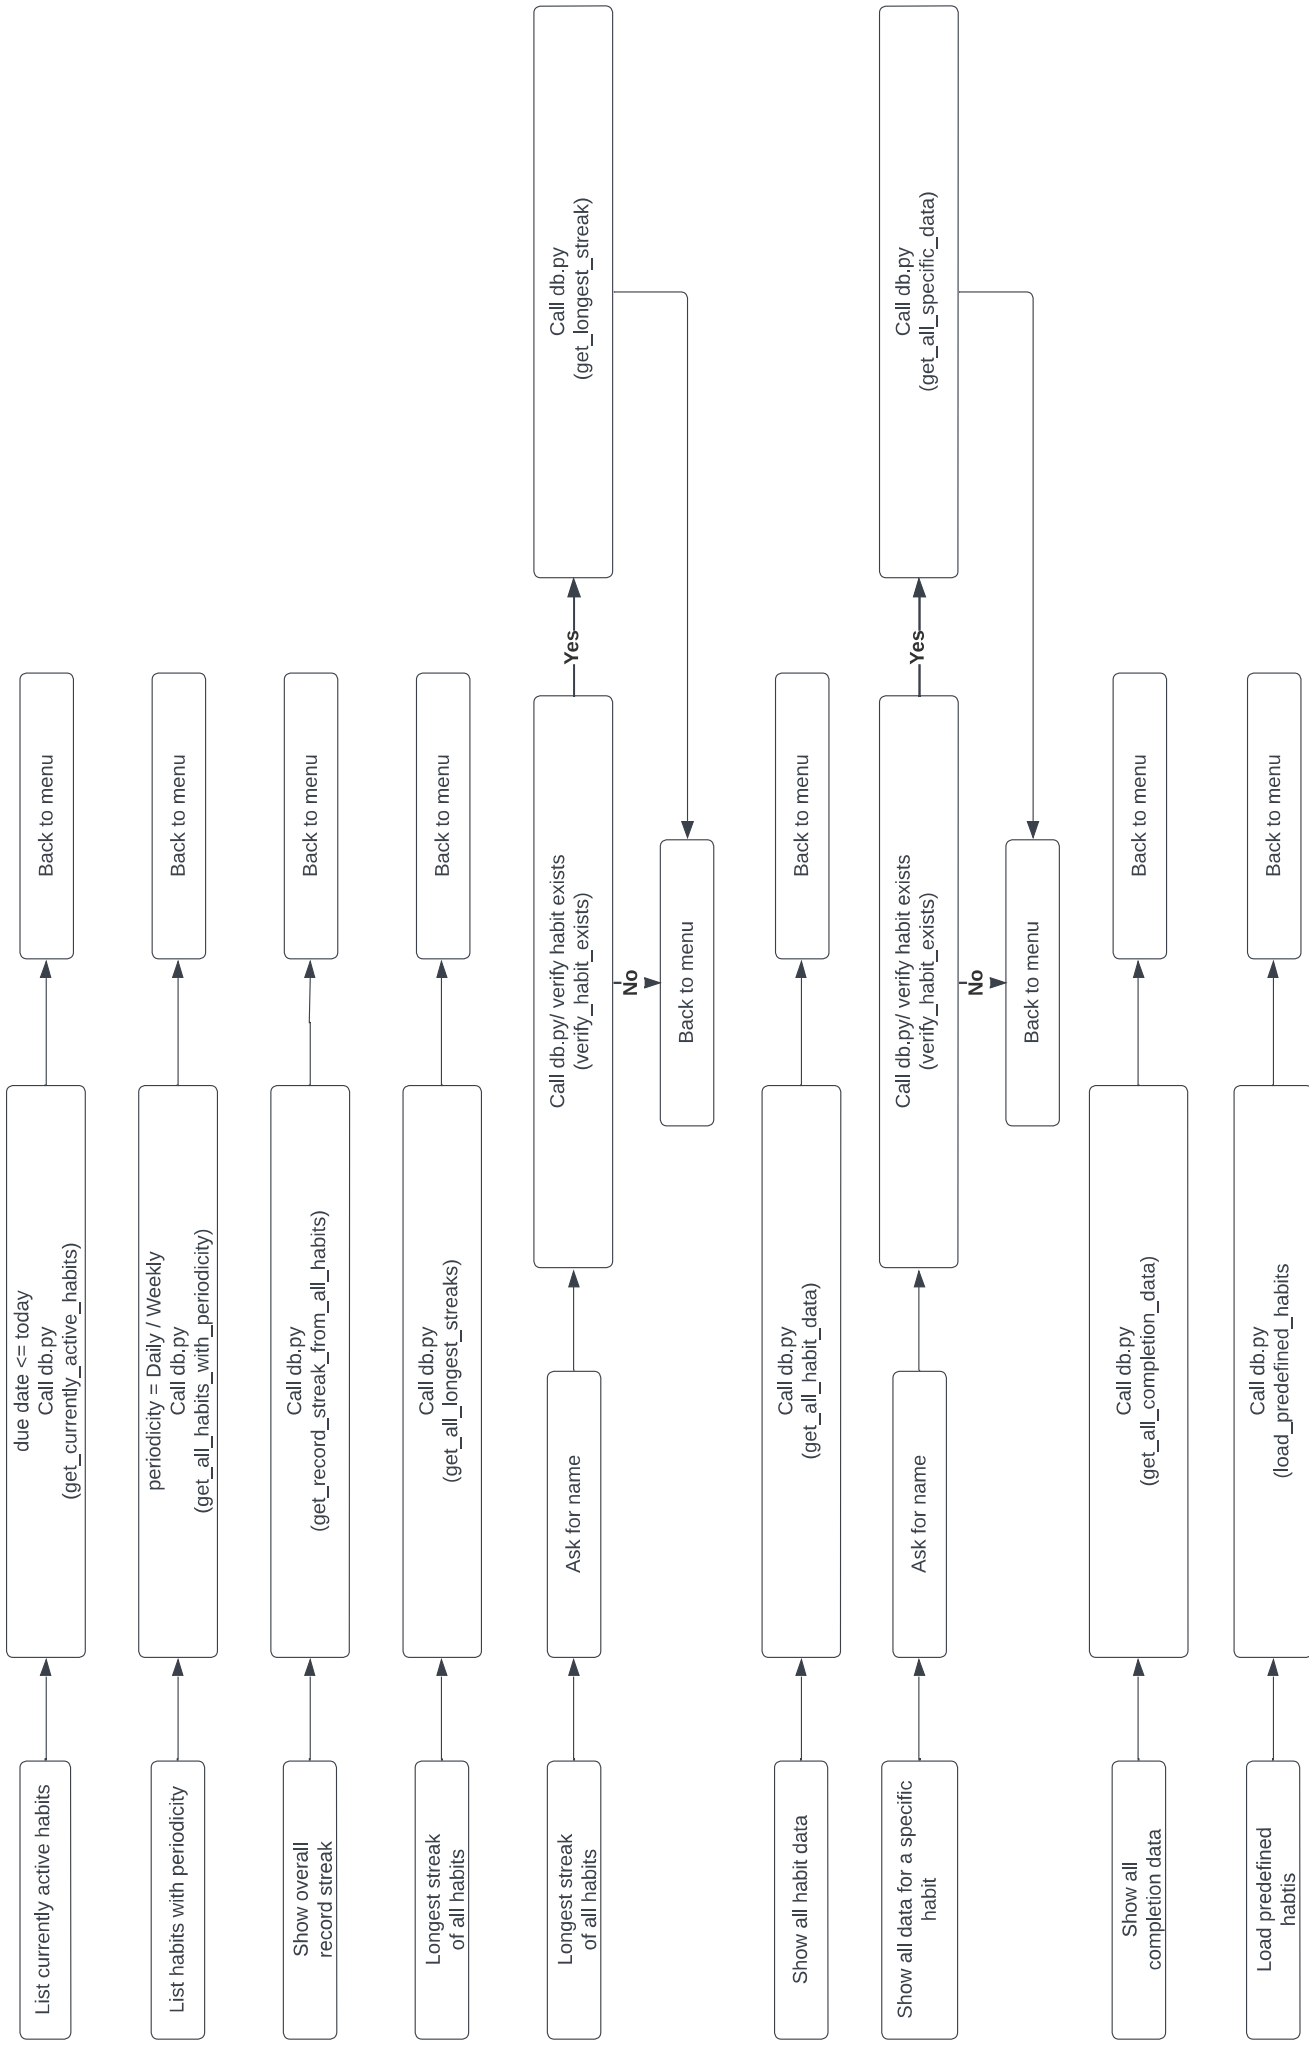 List currently active habits
due date <= today
Call db.py
(get_currently_active_habits)
Back to menu
List habits with periodicity
periodicity = Daily / Weekly
Call db.py
(get_all_habits_with_periodicity)
Back to menu
Show overall
record streak
Call db.py
(get_record_streak_from_all_habits)
Back to menu
Longest streak
of all habits
Call db.py
(get_all_longest_streaks)
Back to menu
Longest streak
of all habits
Ask for name
Call db.py/ verify habit exists
(verify_habit_exists)
Yes
Call db.py
(get_longest_streak)
No
Back to menu
Show all habit data
Call db.py
(get_all_habit_data)
Back to menu
Show all data for a specific
habit
Ask for name
Call db.py/ verify habit exists
(verify_habit_exists)
Yes
Call db.py
(get_all_specific_data)
No
Back to menu
Show all
completion data
Call db.py
(get_all_completion_data)
Back to menu
Load predefined
habtis
Call db.py
(load_predefined_habits
Back to menu